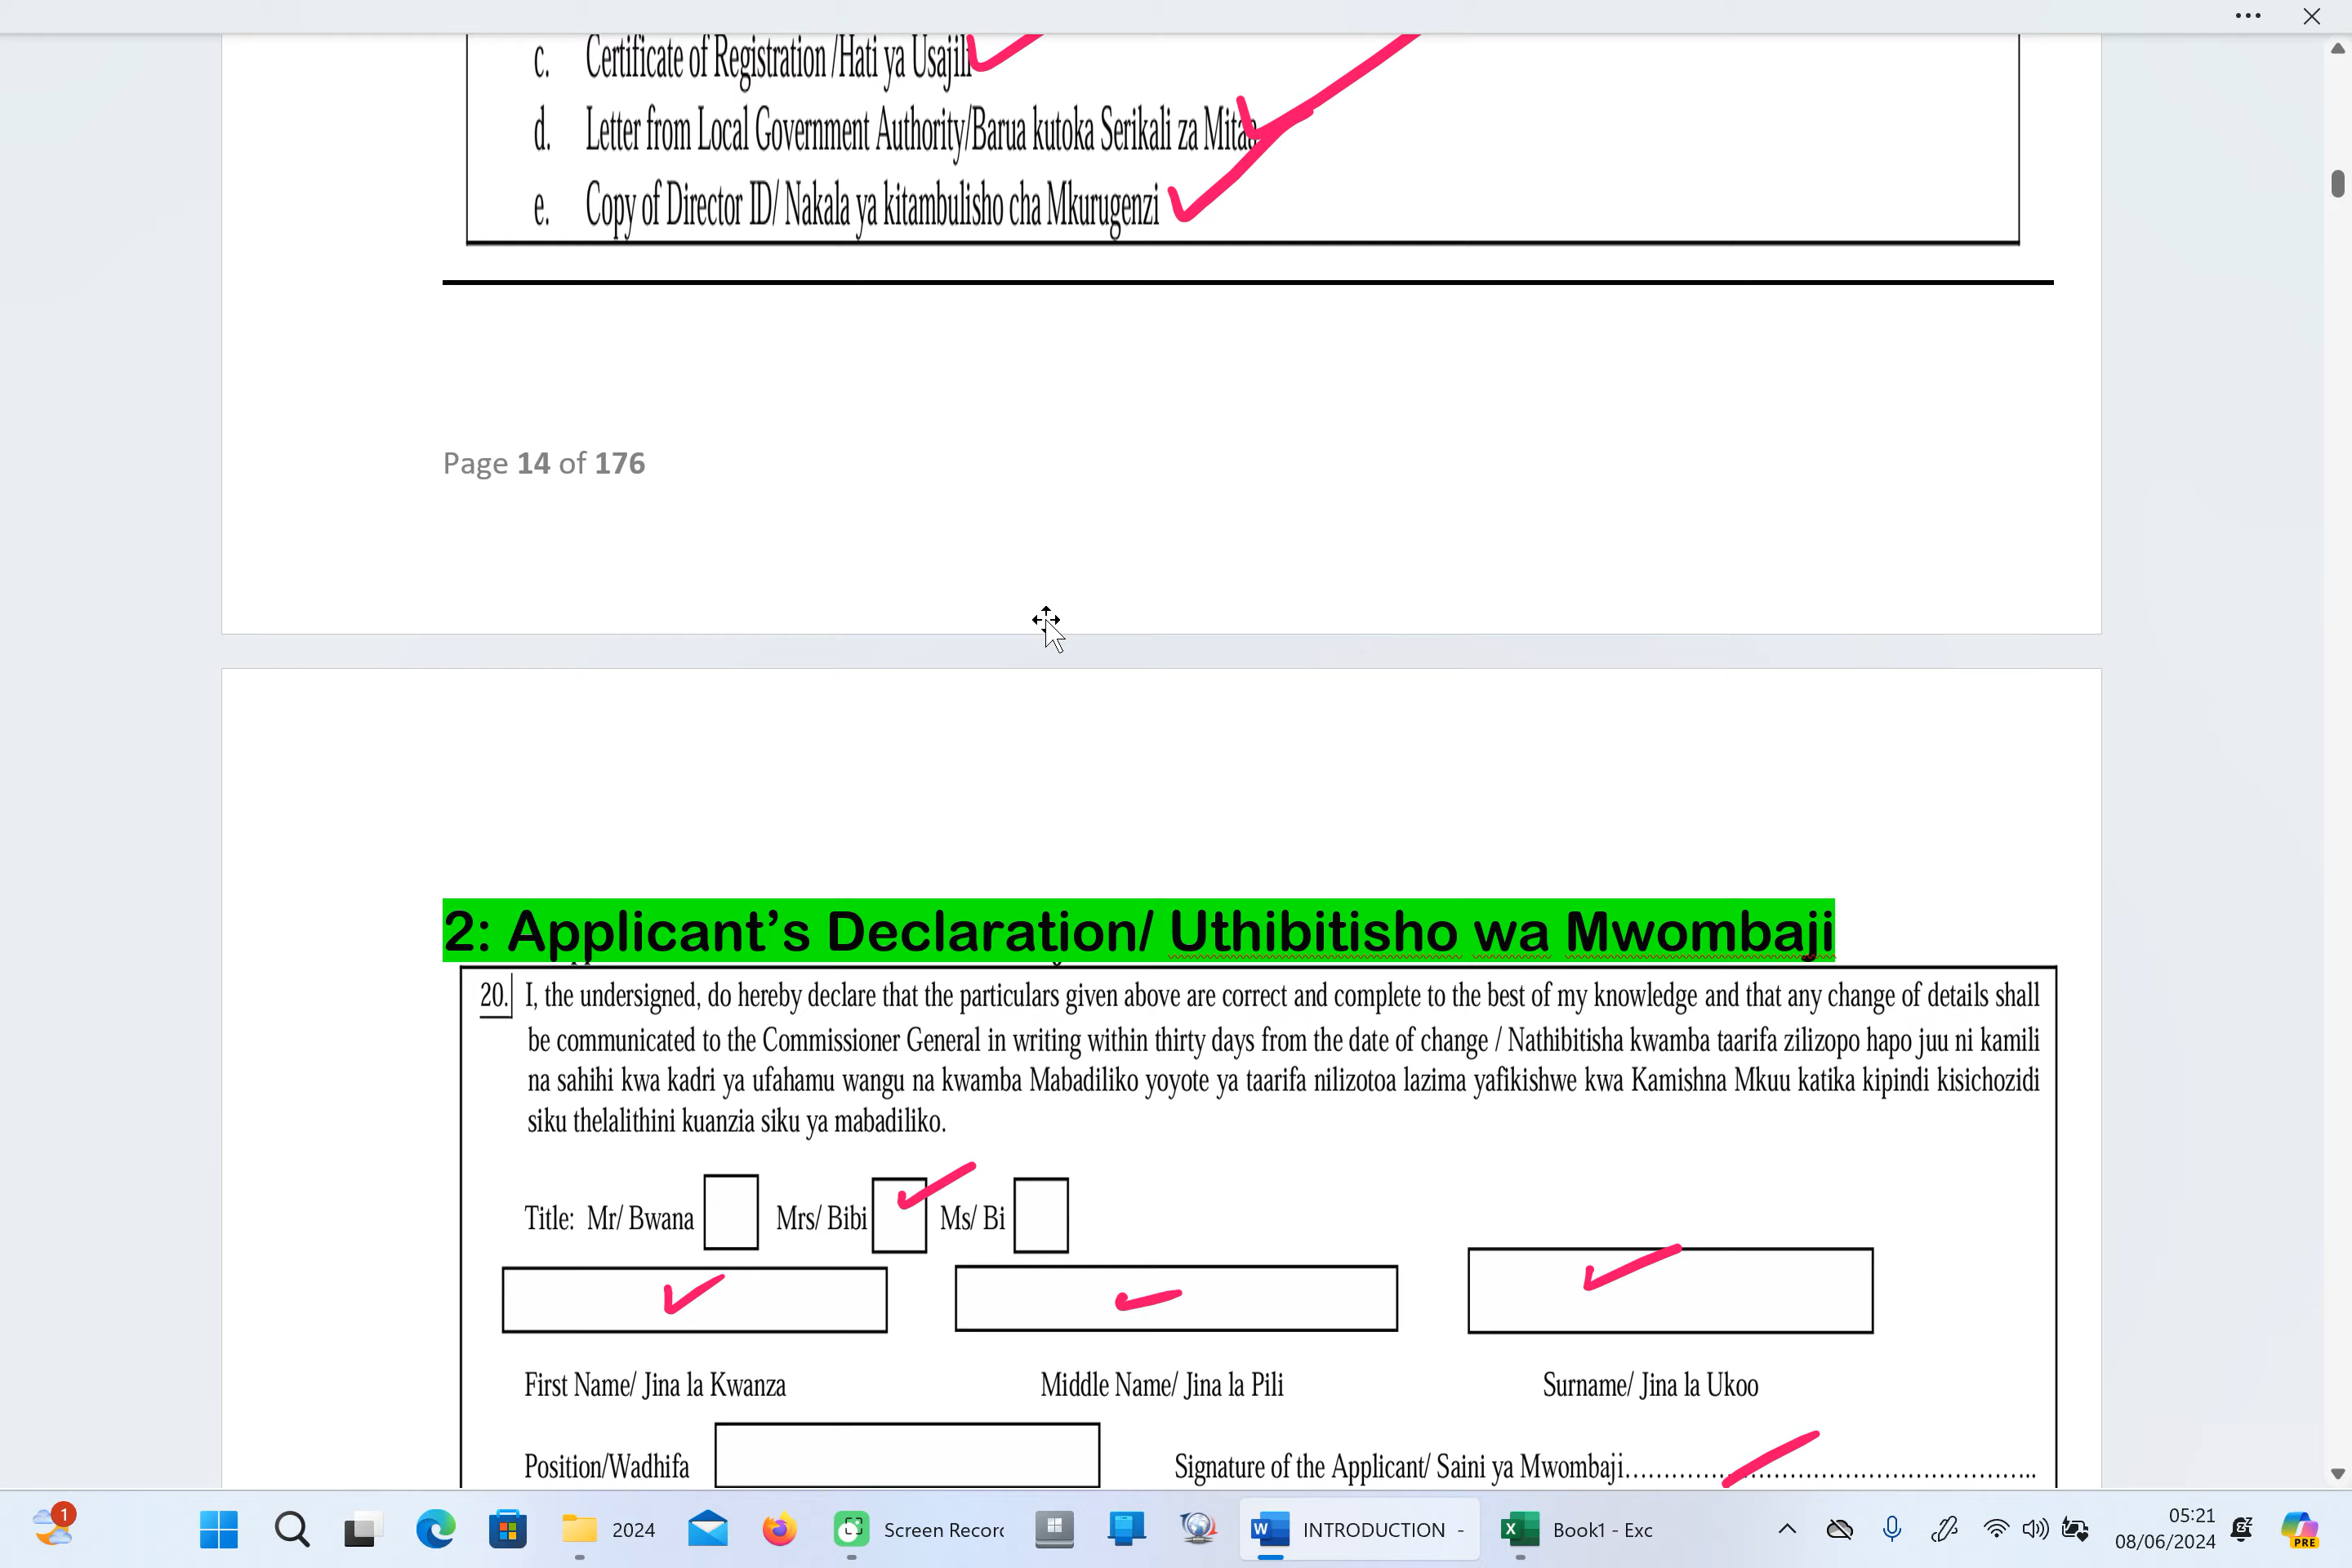 c. Certificate of Registration /Hati ya Usajili
d. Letter from Local Government Authority/Barua kutoka Serikali za Mitaa
e. Copy of Director ID/ Nakala ya kitambulisho cha Mkurugenzi
Page 14 of 176
2: Applicant’s Declaration/ Uthibitisho wa Mwombaji
20. I, the undersigned, do hereby declare that the particulars given above are correct and complete to the best of my knowledge and that any change of details shall
be communicated to the Commissioner General in writing within thirty days from the date of change / Nathibitisha kwamba taarifa zilizopo hapo juu ni kamili
na sahihi kwa kadri ya ufahamu wangu na kwamba Mabadiliko yoyote ya taarifa nilizotoa lazima yafikishwe kwa Kamishna Mkuu katika kipindi kisichozidi
siku thelalithini kuanzia siku ya mabadiliko.
Title: Mr/ Bwana Mrs/ Bibi Ms/ Bi
First Name/ Jina la Kwanza Middle Name/ Jina la Pili Surname/ Jina la Ukoo
Position/Wadhifa Signature of the Applicant/ Saini ya Mwombaji……………………………………………..
1 2024 Screen Recor INTRODUCTION - Book1 - Exc 05:21
08/06/2024 PRE